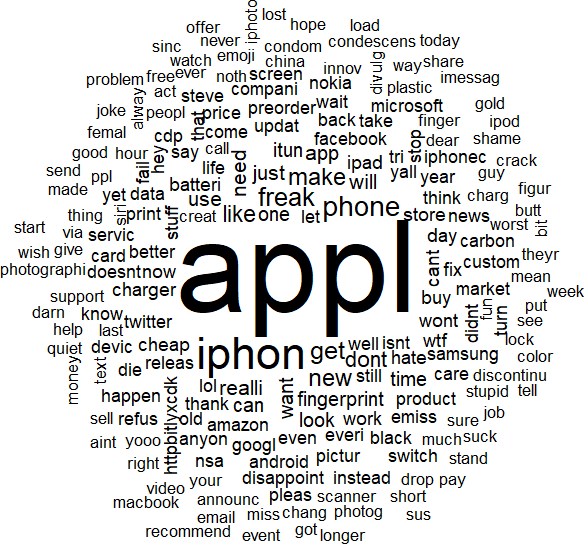 lost
offer
iphoto
hope
load
never
emoji
condom
condescens
today
sinc
watch
china
innov
divulg
way
share
problem
free
ever
noth
screen
nokia
plastic
imessag
act
steve
compani
wait
microsoft
gold
joke
alway
peopl
that
price
preorder
back
take
finger
ipod
femal
cdp
come
updat
facebook
stop
dear
shame
good
hour
fail
hey
say
call
itun
app
ipad
tri
iphonec
crack
send
ppl
batteri
life
need
just
make
will
yall
year
guy
made
yet
data
use
freak
think
charg
figur
thing
siri
print
stuff
creat
like
one
let
phone
store
news
worst
butt
start
via
servic
day
carbon
bit
theyr
wish
give
card
better
appl
cant
fix
custom
photographi
doesnt
now
mean
support
charger
buy
market
week
darn
know
twitter
wont
didnt
fun
turn
put
help
last
iphon
get
well
isnt
wtf
see
quiet
devic
cheap
dont
hate
samsung
lock
color
money
text
die
releas
new
still
time
care
discontinu
happen
httpbitlyxcdk
lol
realli
want
fingerprint
product
stupid
tell
sell
refus
old
thank
can
look
work
emiss
sure
job
aint
yooo
anyon
amazon
googl
even
everi
black
much
suck
right
nsa
android
pictur
switch
stand
video
your
disappoint
instead
drop
pay
macbook
announc
pleas
scanner
short
email
miss
chang
photog
sus
recommend
event
got
longer